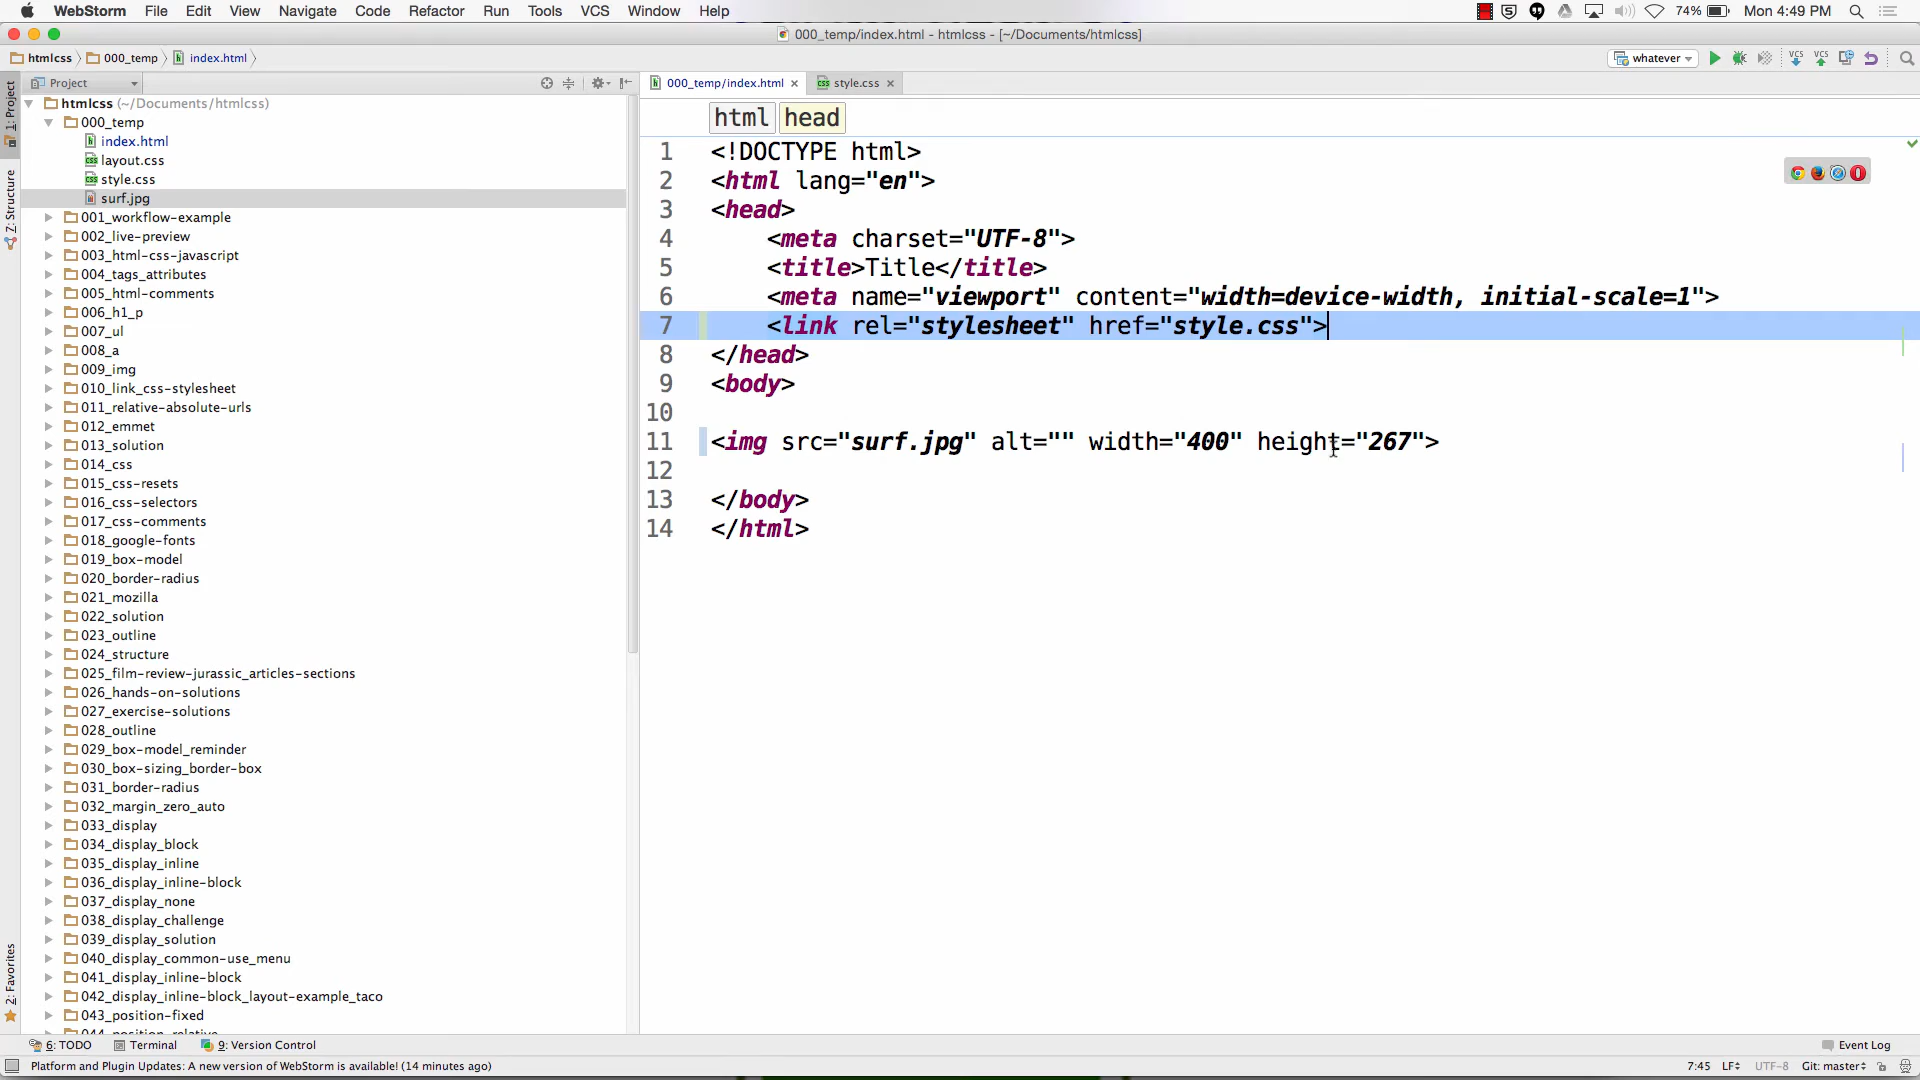 WebStorm File Edit View Navigate Code Refactor Run Tools VCS Window Help 74% Mon 4:49 PM
000_temp/index.html - htmlcss - [~/Documents/htmlcss]
htmlcss 000_temp index.html whatever VCS VCS
1: Project
Z: Structure
2: Favorites
Project
htmlcss (~/Documents/htmlcss)
000_temp
index.html
layout.css
style.css
surf.jpg
001_workflow-example
002_live-preview
003_html-css-javascript
004_tags_attributes
005_html-comments
006_h1_p
007_ul
008_a
009_img
010_link_css-stylesheet
011_relative-absolute-urls
012_emmet
013_solution
014_css
015_css-resets
016_css-selectors
017_css-comments
018_google-fonts
019_box-model
020_border-radius
021_mozilla
022_solution
023_outline
024_structure
025_film-review-jurassic_articles-sections
026_hands-on-solutions
027_exercise-solutions
028_outline
029_box-model_reminder
030_box-sizing_border-box
031_border-radius
032_margin_zero_auto
033_display
034_display_block
035_display_inline
036_display_inline-block
037_display_none
038_display_challenge
039_display_solution
040_display_common-use_menu
041_display_inline-block
042_display_inline-block_layout-example_taco
043_position-fixed
044_position-relative
000_temp/index.html style.css
html head
1 <!DOCTYPE html>
2 <html lang="en">
3 <head>
4 <meta charset="UTF-8">
5 <title>Title</title>
6 <meta name="viewport" content="width=device-width, initial-scale=1">
7 <link rel="stylesheet" href="style.css">
8 </head>
9 <body>
10
11 <img src="surf.jpg" alt="" width="400" height="267">
12
13 </body>
14 </html>
6: TODO Terminal 9: Version Control Event Log
Platform and Plugin Updates: A new version of WebStorm is available! (14 minutes ago) 7:45 LF UTF-8 Git: master